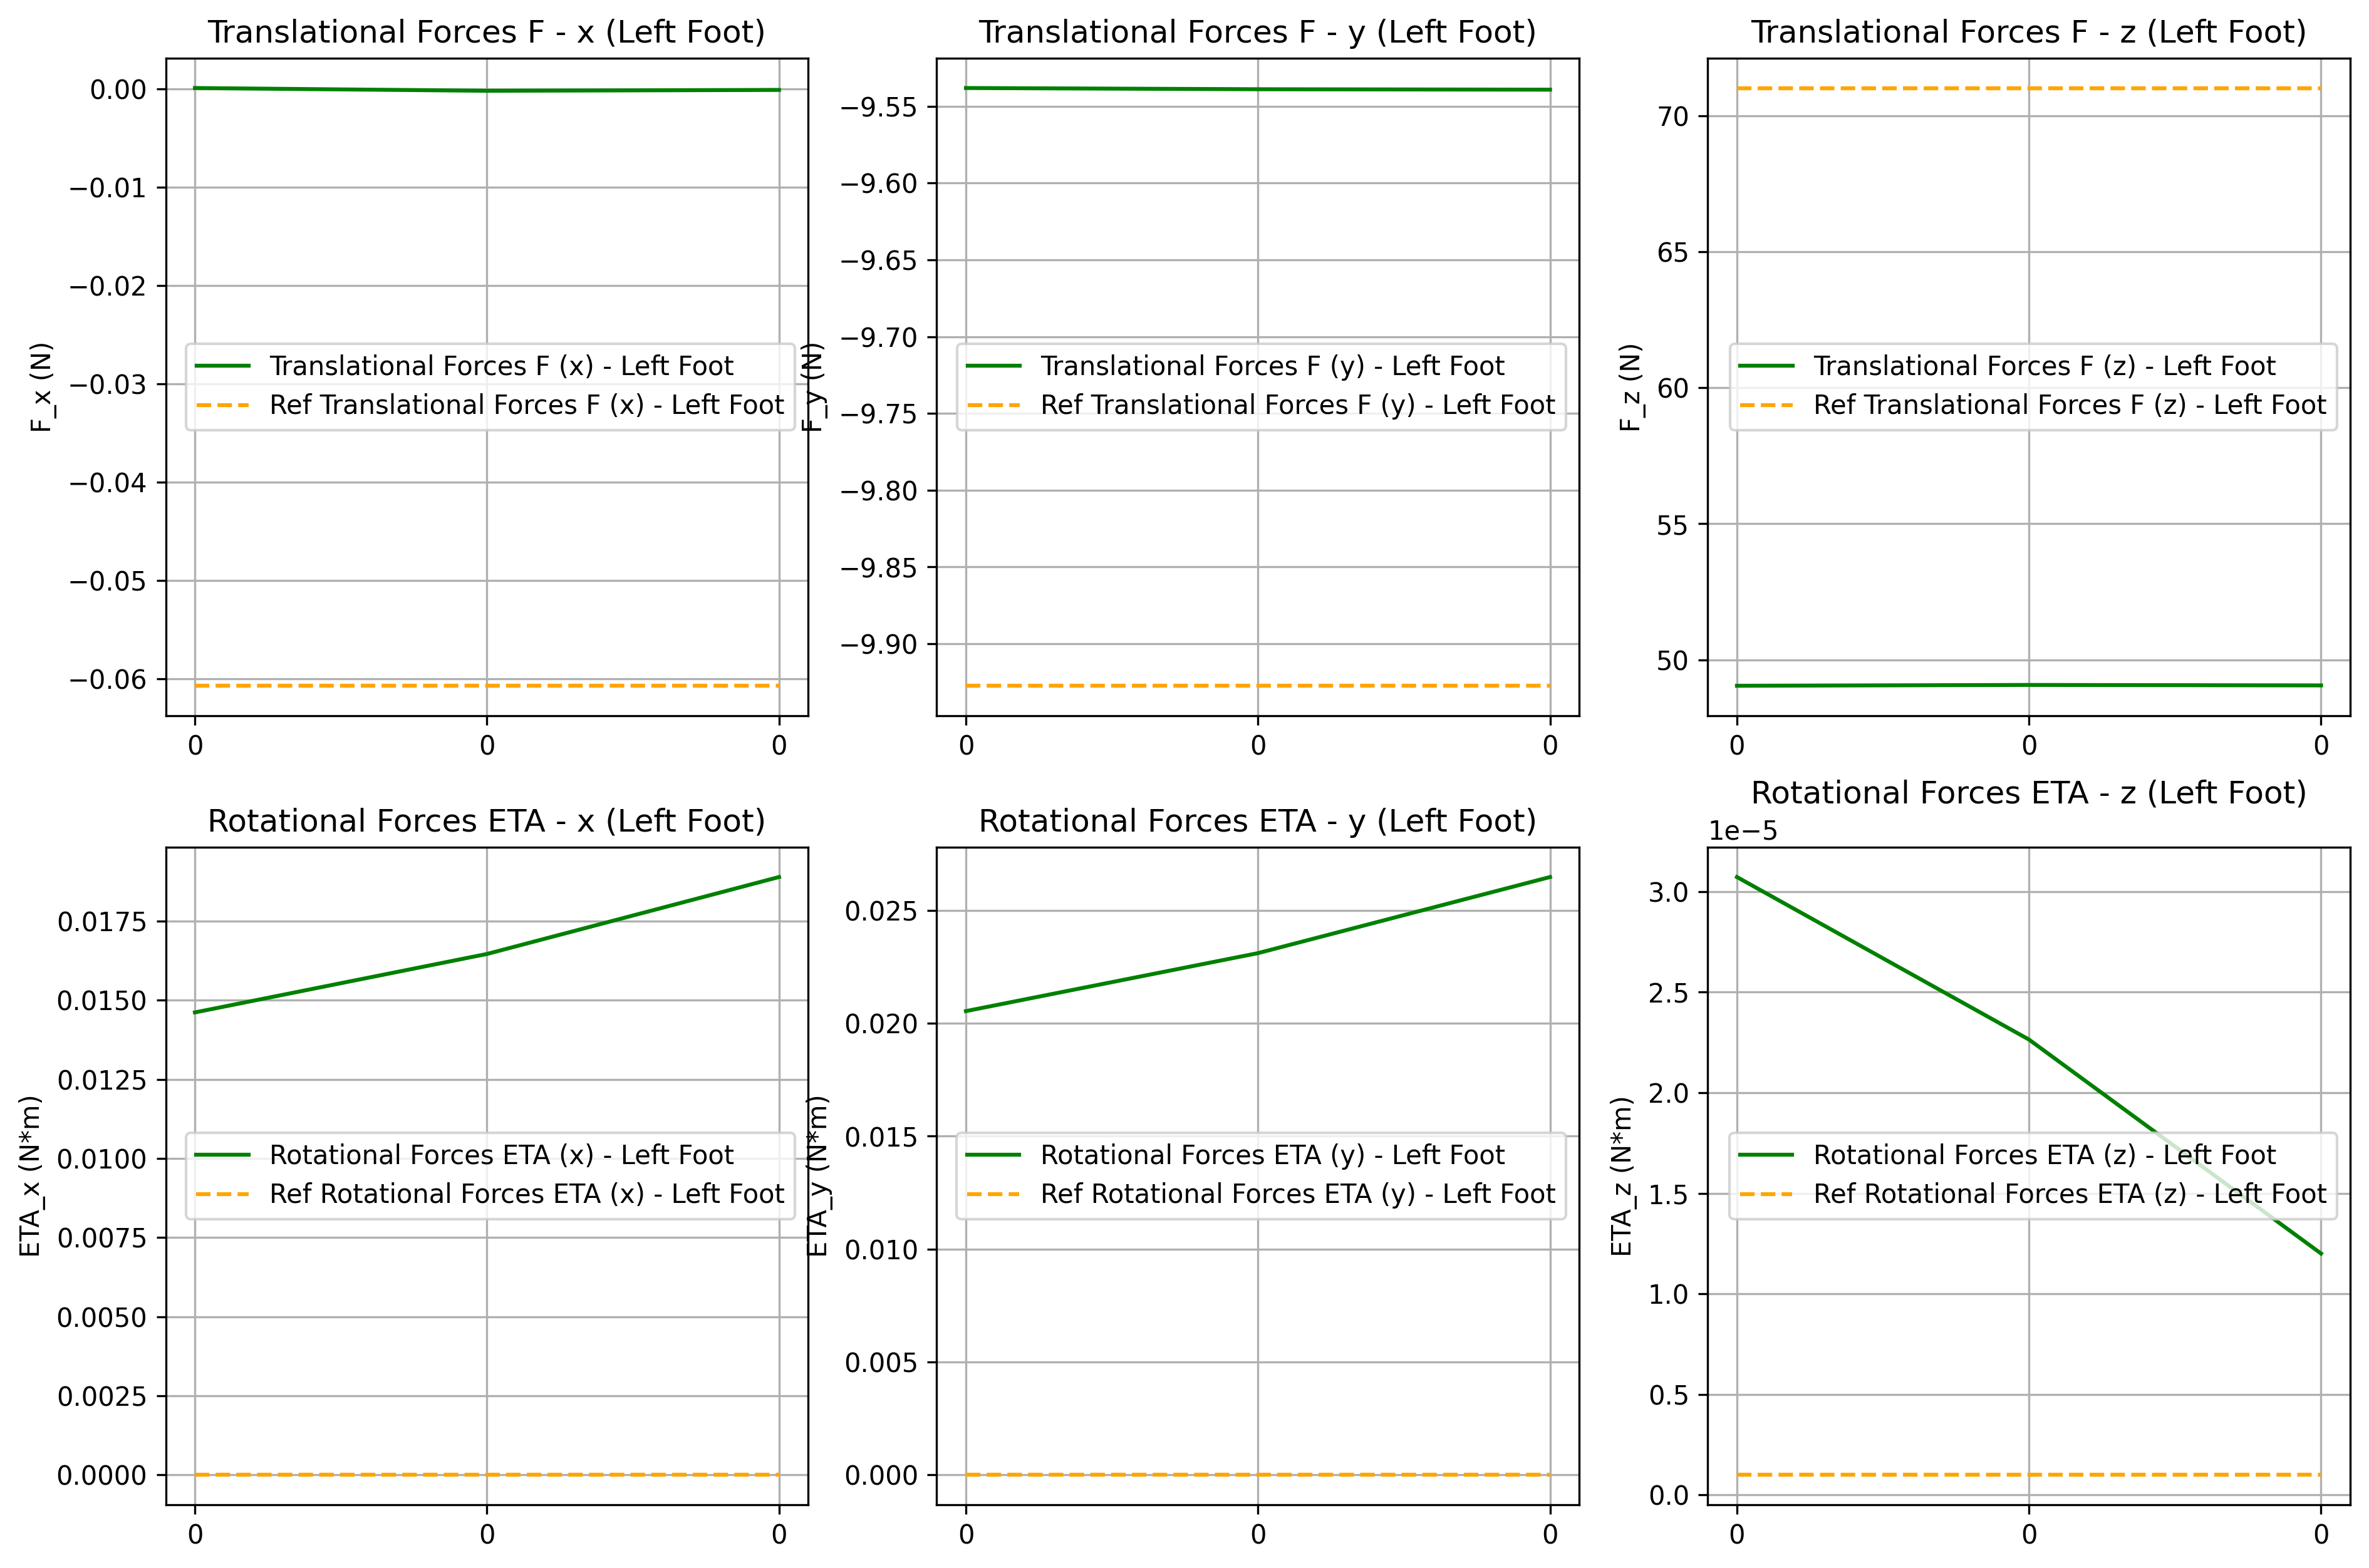 Translational Forces F - x (Left Foot)
0.00
−0.01
−0.02
−0.03
−0.04
−0.05
−0.06
F_x (N)
Translational Forces F (x) - Left Foot
Ref Translational Forces F (x) - Left Foot
0 0 0
Translational Forces F - y (Left Foot)
−9.55
−9.60
−9.65
−9.70
−9.75
−9.80
−9.85
−9.90
F_y (N)
Translational Forces F (y) - Left Foot
Ref Translational Forces F (y) - Left Foot
0 0 0
Translational Forces F - z (Left Foot)
70
65
60
55
50
F_z (N)
Translational Forces F (z) - Left Foot
Ref Translational Forces F (z) - Left Foot
0 0 0
Rotational Forces ETA - x (Left Foot)
0.0175
0.0150
0.0125
0.0100
0.0075
0.0050
0.0025
0.0000
ETA_x (N*m)
Rotational Forces ETA (x) - Left Foot
Ref Rotational Forces ETA (x) - Left Foot
0 0 0
Rotational Forces ETA - y (Left Foot)
0.025
0.020
0.015
0.010
0.005
0.000
ETA_y (N*m)
Rotational Forces ETA (y) - Left Foot
Ref Rotational Forces ETA (y) - Left Foot
0 0 0
Rotational Forces ETA - z (Left Foot)
1e−5
3.0
2.5
2.0
1.5
1.0
0.5
0.0
ETA_z (N*m)
Rotational Forces ETA (z) - Left Foot
Ref Rotational Forces ETA (z) - Left Foot
0 0 0